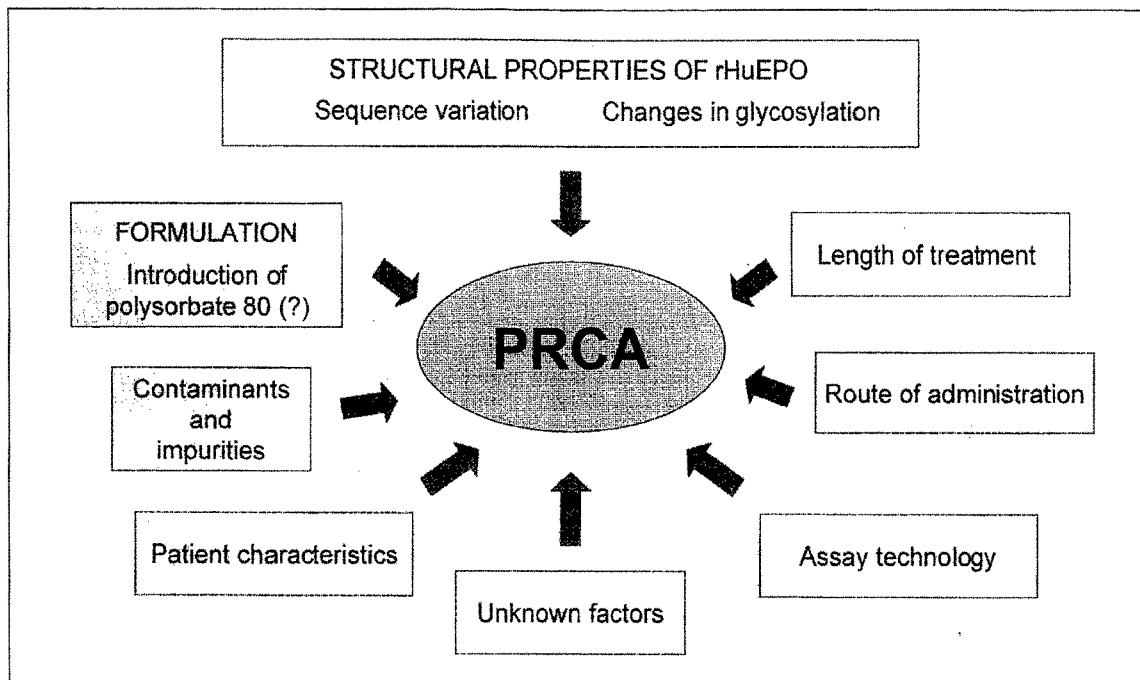 STRUCTURAL PROPERTIES OF rHuEPO
Sequence variation Changes in glycosylation
FORMULATION
Introduction of
polysorbate 80 (?)
Length of treatment
PRCA
Contaminants
and
impurities
Route of administration
Patient characteristics
Assay technology
Unknown factors